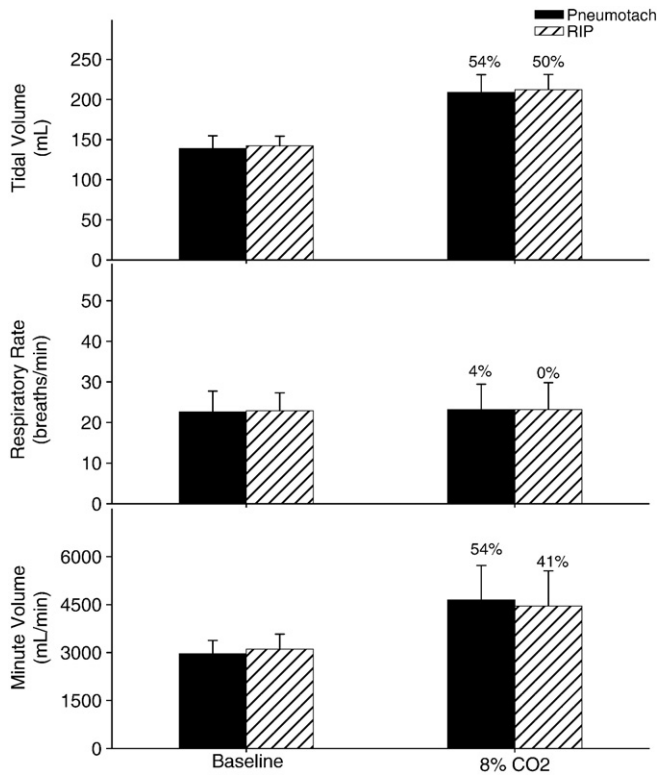 Pneumotach
RIP
Tidal Volume
(mL)
250
200
150
100
50
0
54%
50%
Respiratory Rate
(breaths/min)
50
40
30
20
10
0
4%
0%
Minute Volume
(mL/min)
6000
4500
3000
1500
0
54%
41%
Baseline
8% CO2